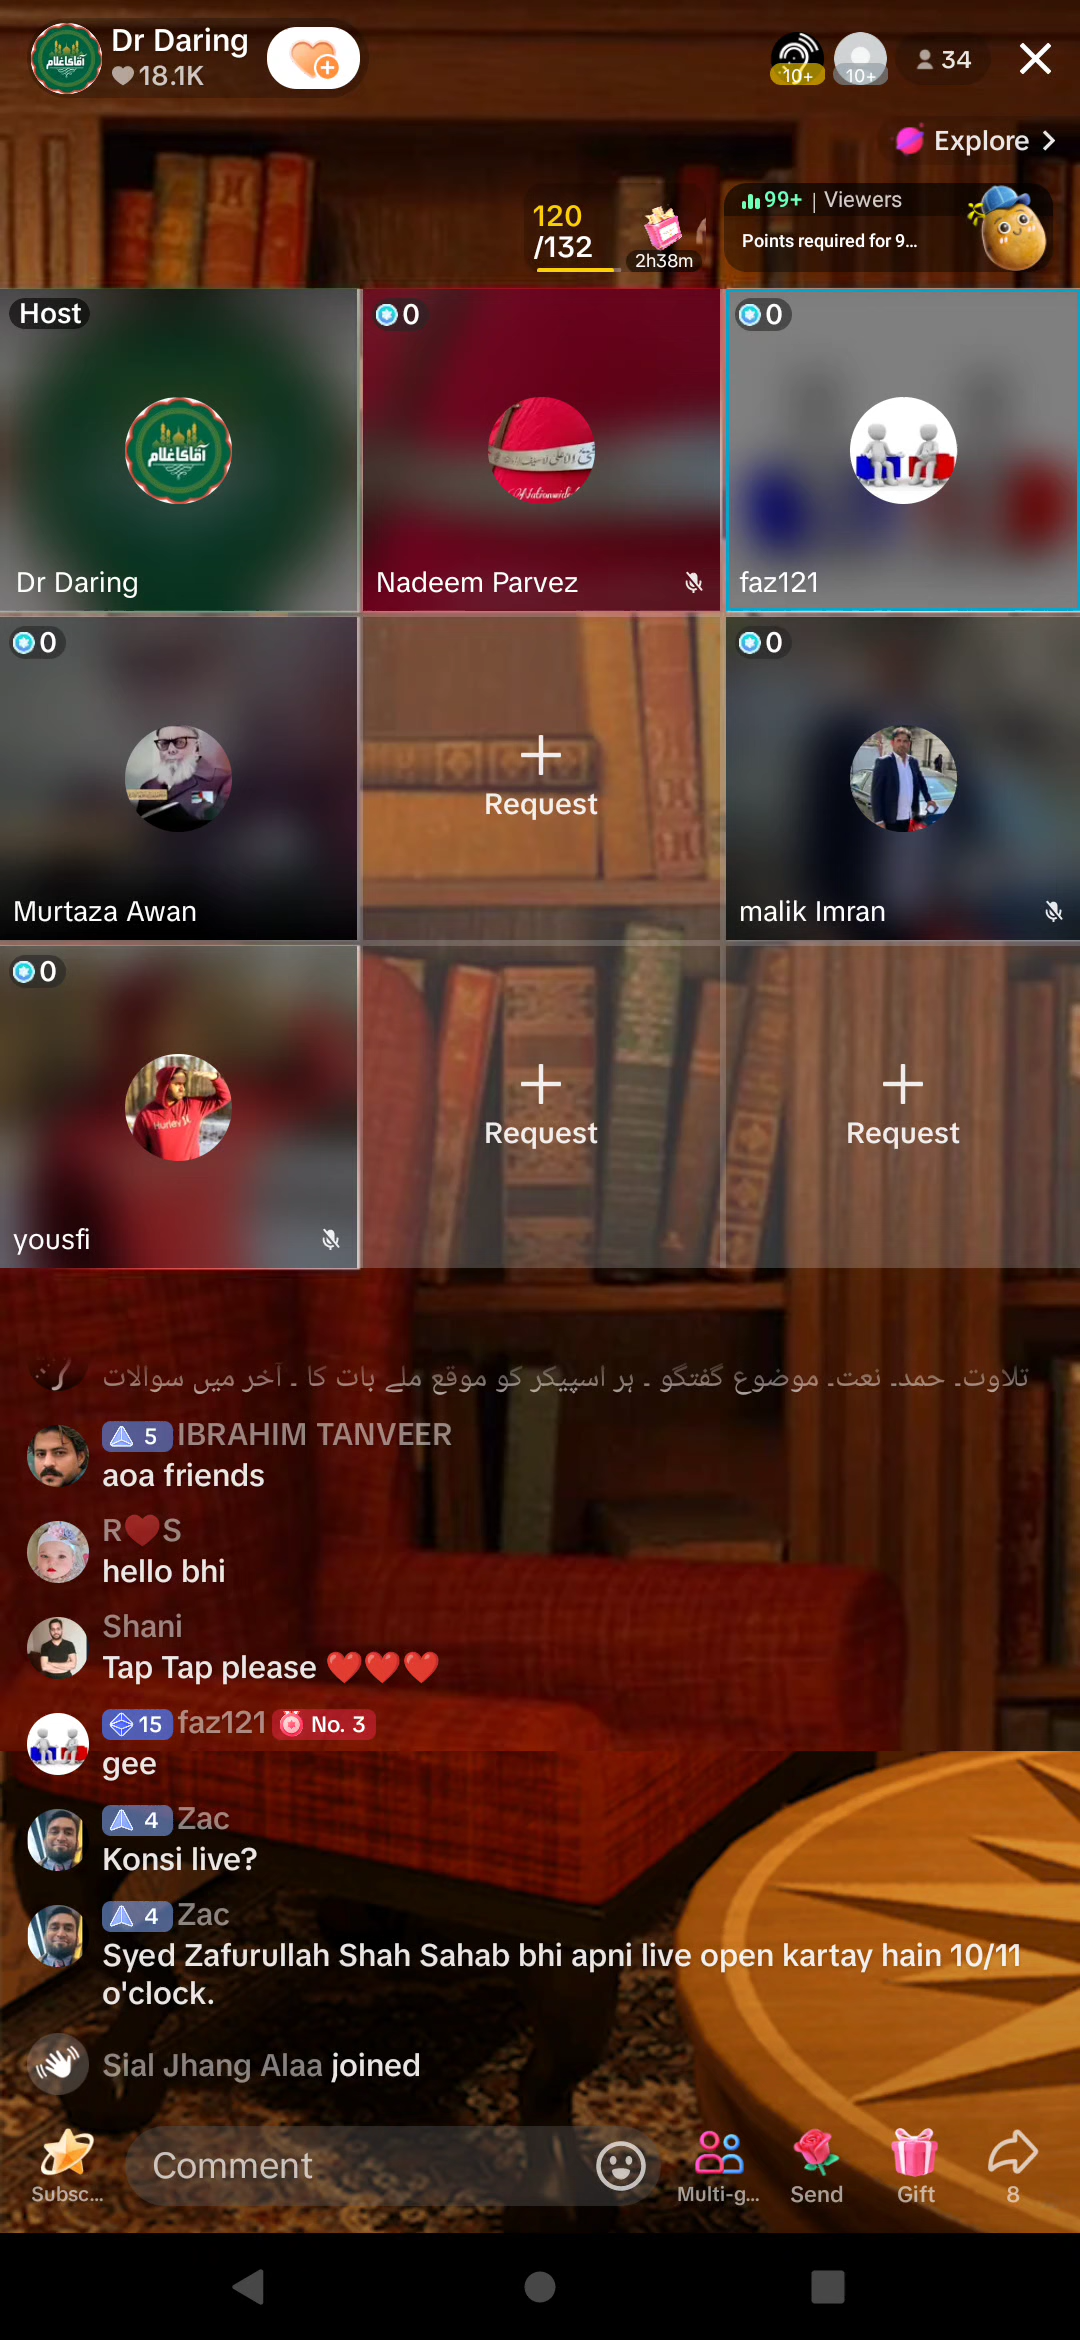 Dr Daring
18.1K
10+
10+
34
Explore
120
/132
2h38m
99+ | Viewers
Points required for 9...
Host
آقا کا غلام
Dr Daring
0
Nadeem Parvez
0
faz121
0
Murtaza Awan
Request
0
malik Imran
0
yousfi
Request
Request
تلاوت۔ حمد۔ نعت۔ موضوع گفتگو ۔ ہر اسپیکر کو موقع ملے بات کا ۔ آخر میں سوالات
5 IBRAHIM TANVEER
aoa friends
R❤️S
hello bhi
Shani
Tap Tap please ❤️❤️❤️
15 faz121 No. 3
gee
4 Zac
Konsi live?
4 Zac
Syed Zafurullah Shah Sahab bhi apni live open kartay hain 10/11
o'clock.
Sial Jhang Alaa joined
Subsc...
Comment
Multi-g...
Send
Gift
8